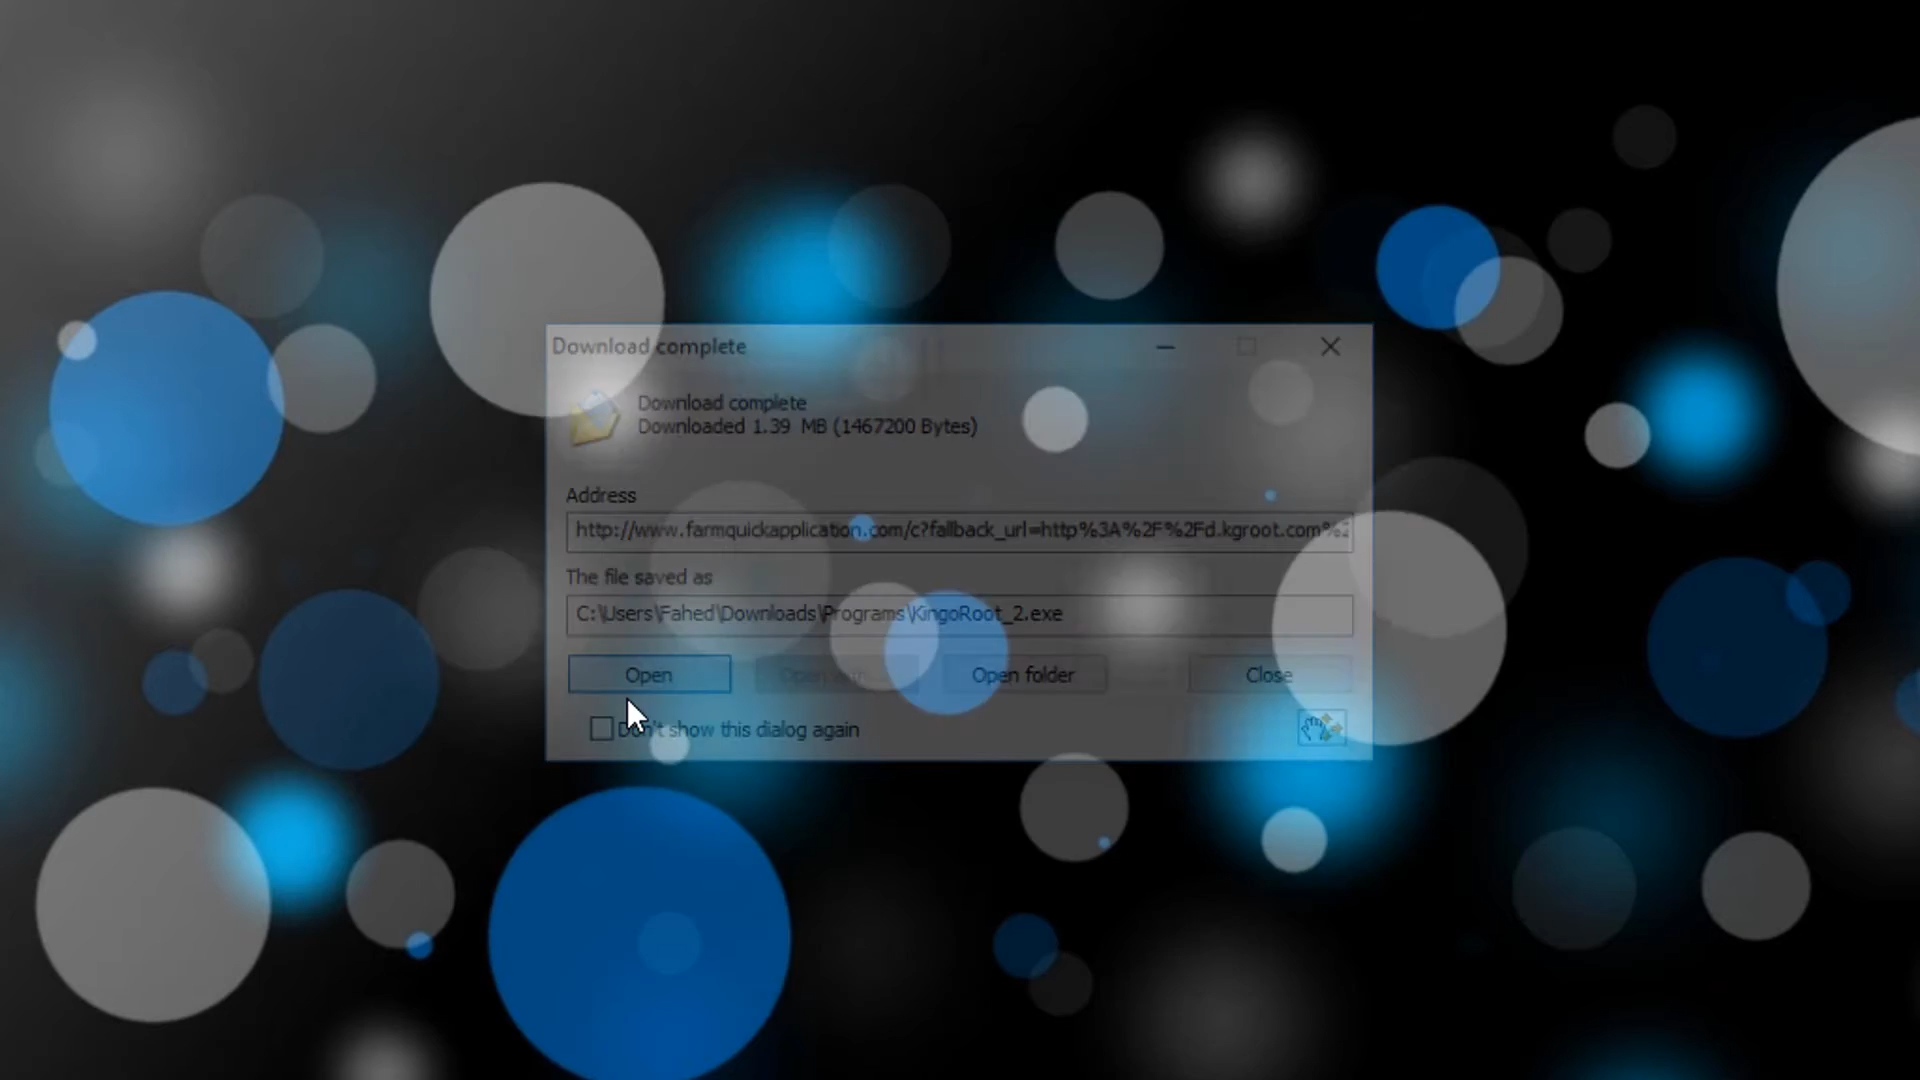 Download complete
Download complete
Downloaded 1.39 MB (1467200 Bytes)
Address
http://www.farmquickapplication.com/c?fallback_url=http%3A%2F%2Fd.kgroot.com%2
The file saved as
C:\Users\Fahed\Downloads\Programs\KingoRoot_2.exe
Open
Open folder
Close
Don't show this dialog again